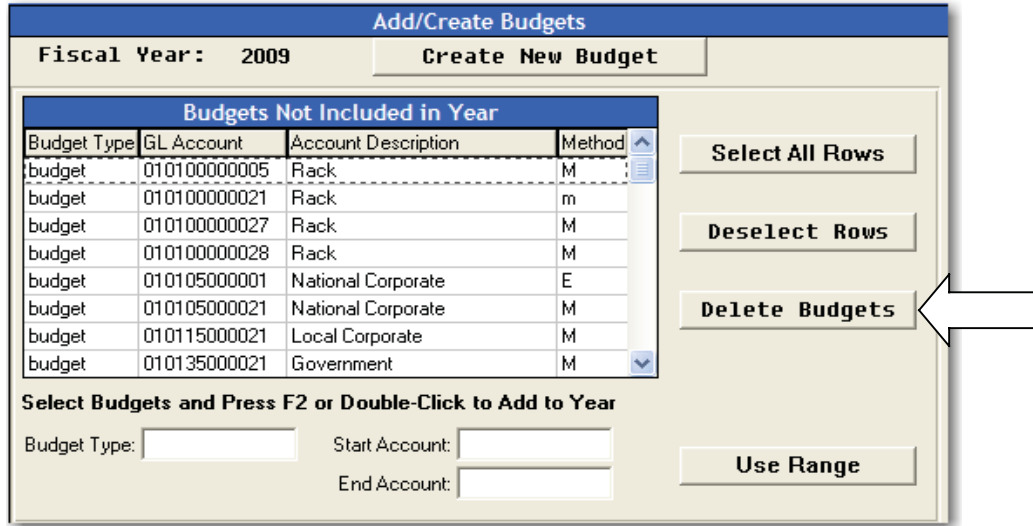 Add/Create Budgets
Fiscal Year: 2009 Create New Budget
Budgets Not Included in Year
Budget Type GL Account Account Description Method
budget 010100000005 Rack M
budget 010100000021 Rack m
budget 010100000027 Rack M
budget 010100000028 Rack M
budget 010105000001 National Corporate E
budget 010105000021 National Corporate M
budget 010115000021 Local Corporate M
budget 010135000021 Government M
Select All Rows
Deselect Rows
Delete Budgets
Select Budgets and Press F2 or Double-Click to Add to Year
Budget Type: Start Account:
End Account:
Use Range